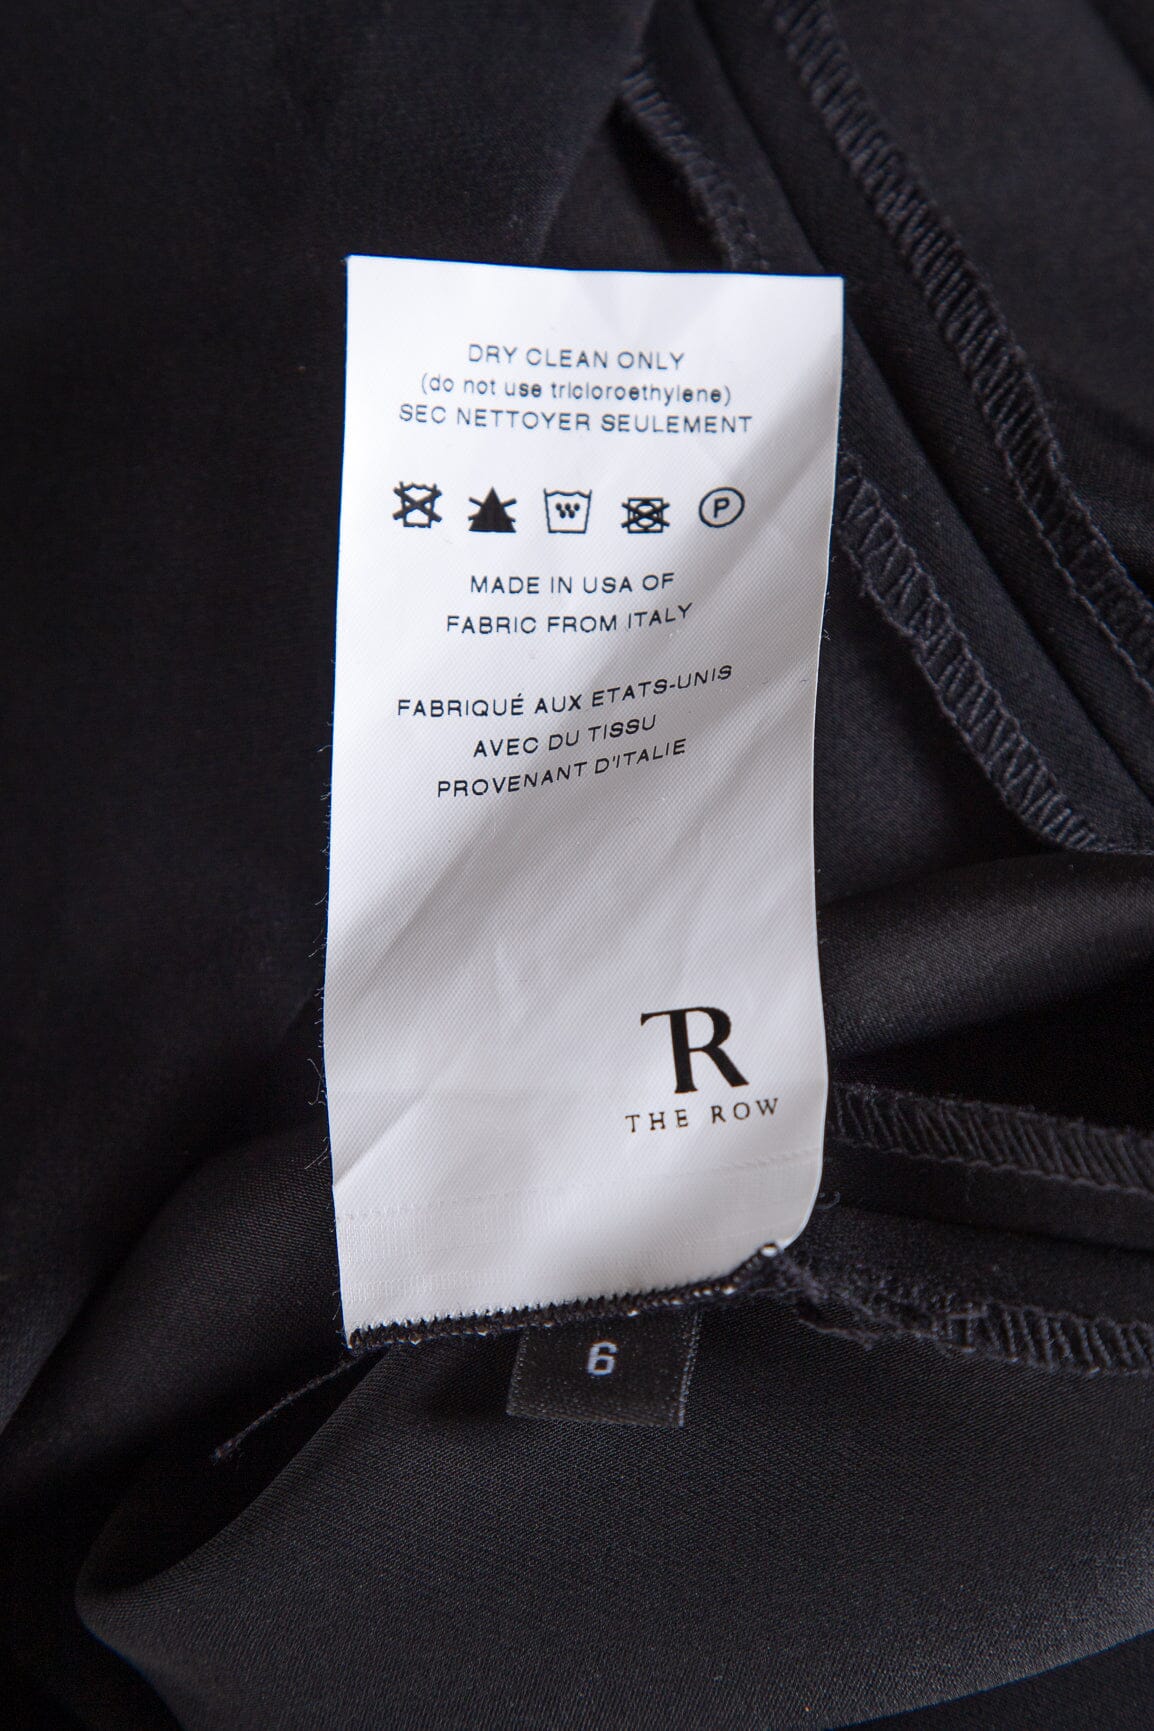 DRY CLEAN ONLY
(do not use tricloroethylene)
SEC NETTOYER SEULEMENT
W
P
MADE IN USA OF
FABRIC FROM ITALY
FABRIQUÉ AUX ETATS-UNIS
AVEC DU TISSU
PROVENANT D'ITALIE
R
THE ROW
6